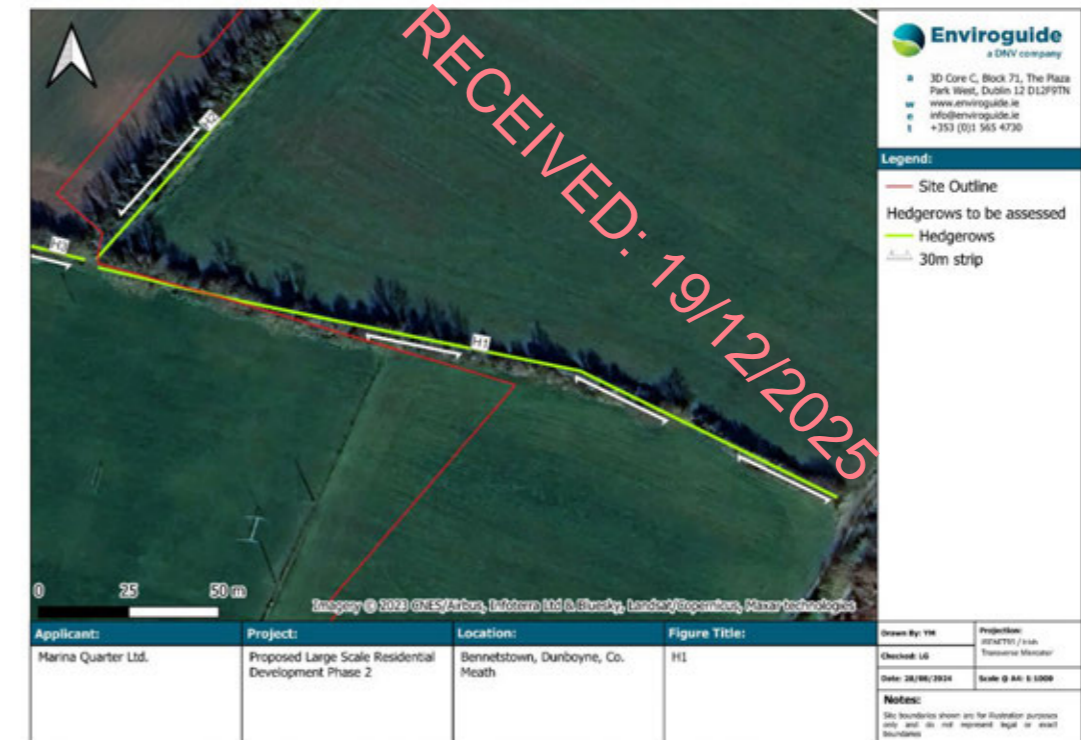 RECEIVED: 19/12/2025
H2
H3
H1
0 25 50 m
Imagery © 2023 CNES/Airbus, Infoterra Ltd & Bluesky, Landsat/Copernicus, Maxar technologies
Enviroguide
a DNV company
a 3D Core C, Block 71, The Plaza
Park West, Dublin 12 D12F9TN
w www.enviroguide.ie
e info@enviroguide.ie
t +353 (0)1 565 4730
Legend:
Site Outline
Hedgerows to be assessed
Hedgerows
30m strip
Applicant:
Marina Quarter Ltd.
Project:
Proposed Large Scale Residential
Development Phase 2
Location:
Bennetstown, Dunboyne, Co.
Meath
Figure Title:
H1
Drawn By: YM
Checked: LG
Date: 28/08/2024
Projection:
Transverse Mercator
Scale @ A4: 1:1000
Notes:
Site boundaries shown are for illustration purposes
only and do not represent legal or exact
boundaries